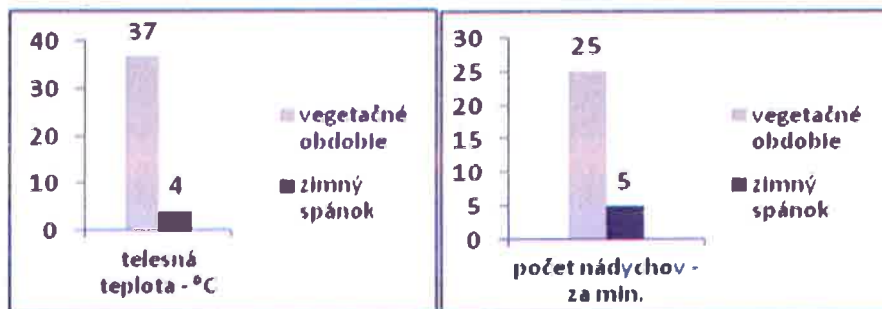 37
40
30
20
10
0
4
vegetačné
obdobie
zimný
spánok
telesná
teplota - °C
30
25
20
15
10
5
0
25
5
vegetačné
obdobie
zimný
spánok
počet nádychov -
za min.